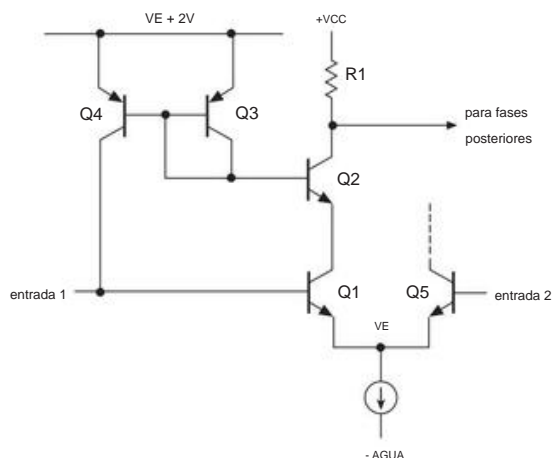 VE + 2V
+VCC
R1
Q4
Q3
para fases
posteriores
Q2
entrada 1
Q1
Q5
entrada 2
VE
- AGUA